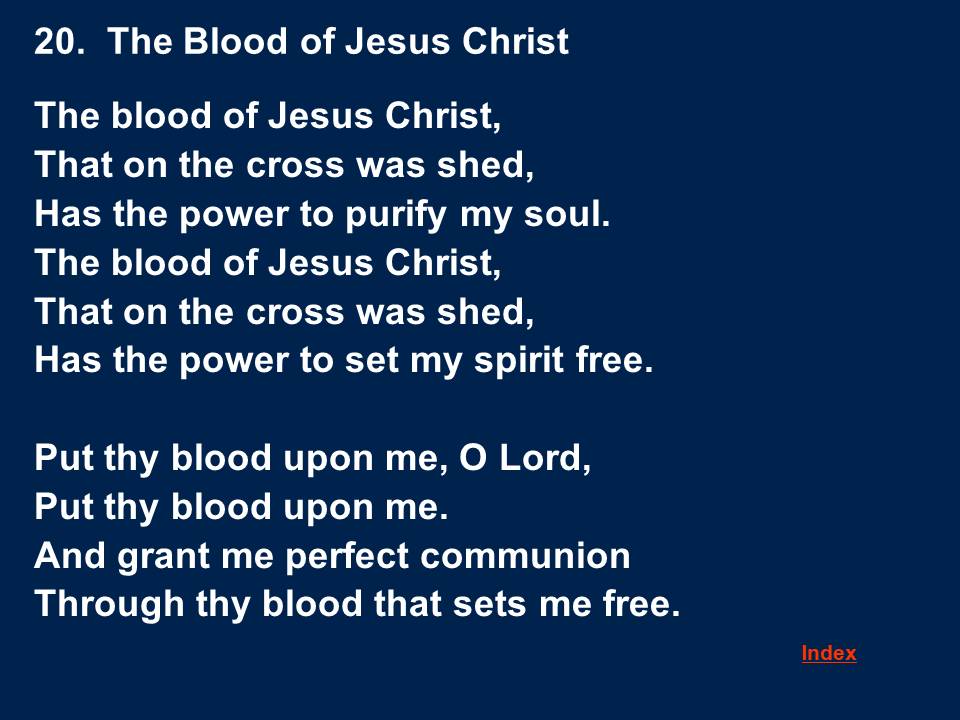 20. The Blood of Jesus Christ
The blood of Jesus Christ,
That on the cross was shed,
Has the power to purify my soul.
The blood of Jesus Christ,
That on the cross was shed,
Has the power to set my spirit free.
Put thy blood upon me, O Lord,
Put thy blood upon me.
And grant me perfect communion
Through thy blood that sets me free.
Index